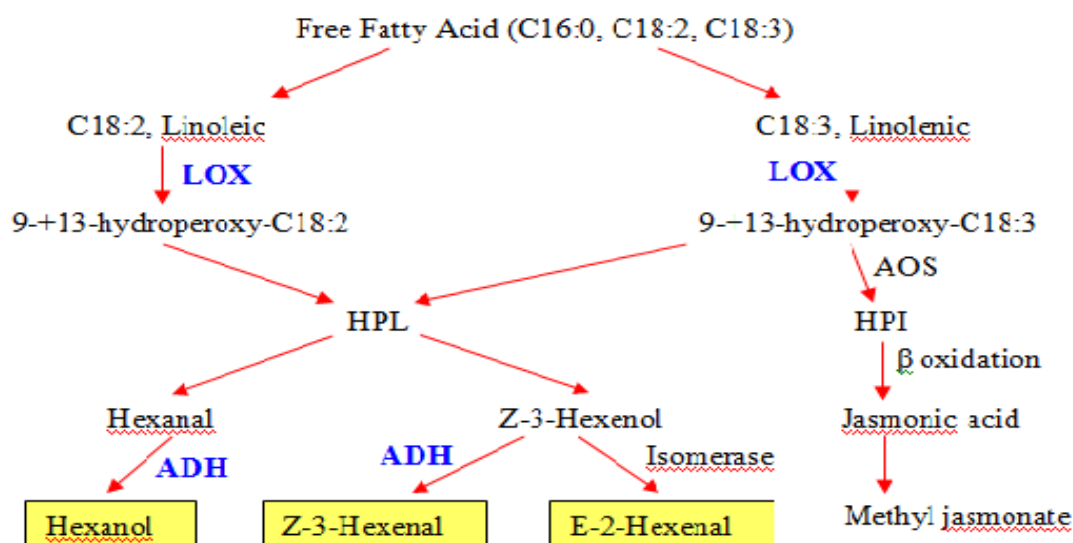 Free Fatty Acid (C16:0, C18:2, C18:3)
C18:2, Linoleic
C18:3, Linolenic
LOX
LOX
9-+13-hydroperoxy-C18:2
9-+13-hydroperoxy-C18:3
AOS
HPL
HPI
β oxidation
Hexanal
Z-3-Hexenol
Jasmonic acid
ADH
ADH
Isomerase
Hexanol
Z-3-Hexenal
E-2-Hexenal
Methyl jasmonate